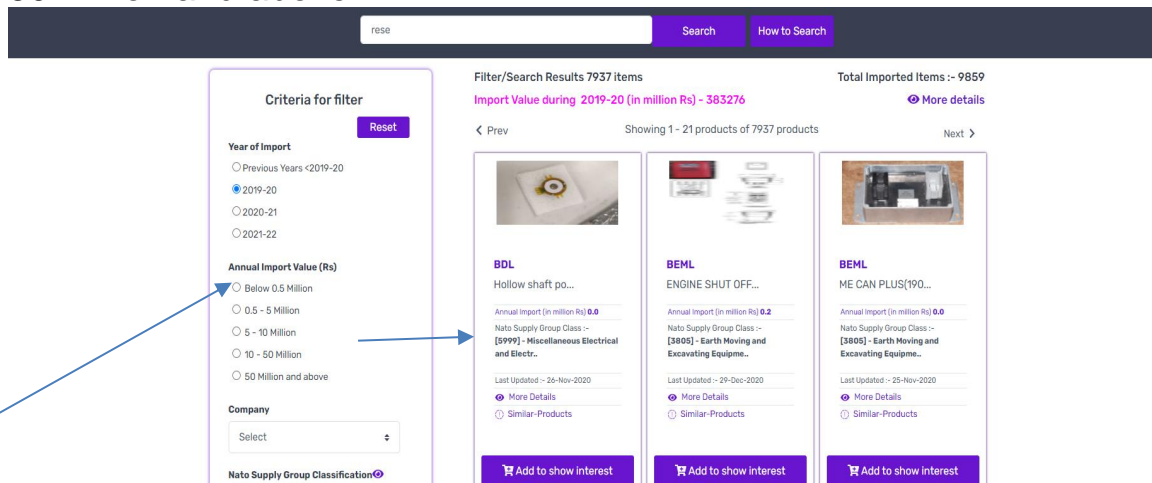 rese
Search
How to Search
Criteria for filter
Reset
Year of Import
Previous Years <2019-20
2019-20
2020-21
2021-22
Annual Import Value (Rs)
Below 0.5 Million
0.5 - 5 Million
5 - 10 Million
10 - 50 Million
50 Million and above
Company
Select
Nato Supply Group Classification
Filter/Search Results 7937 items
Total Imported Items :- 9859
Import Value during 2019-20 (in million Rs) - 383276
More details
Prev
Showing 1 - 21 products of 7937 products
Next
BDL
Hollow shaft po...
Annual Import (in million Rs) 0.0
Nato Supply Group Class :-
[5999] - Miscellaneous Electrical
and Electr..
Last Updated :- 26-Nov-2020
More Details
Similar-Products
Add to show interest
BEML
ENGINE SHUT OFF...
Annual Import (in million Rs) 0.2
Nato Supply Group Class :-
[3805] - Earth Moving and
Excavating Equipme..
Last Updated :- 29-Dec-2020
More Details
Similar-Products
Add to show interest
BEML
ME CAN PLUS(190...
Annual Import (in million Rs) 0.0
Nato Supply Group Class :-
[3805] - Earth Moving and
Excavating Equipme..
Last Updated :- 25-Nov-2020
More Details
Similar-Products
Add to show interest